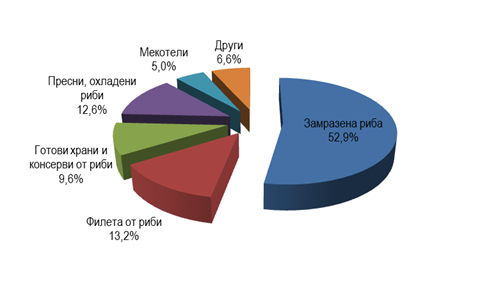 Други
6,6%
Мекотели
5,0%
Пресни, охладени
риби
12,6%
Замразена риба
52,9%
Готови храни и
консерви от риби
9,6%
Филета от риби
13,2%